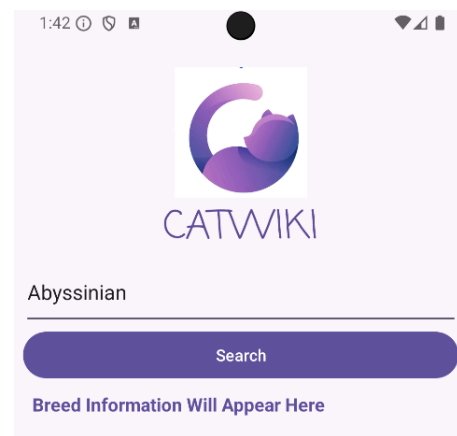 1:42
CATWIKI
Abyssinian
Search
Breed Information Will Appear Here